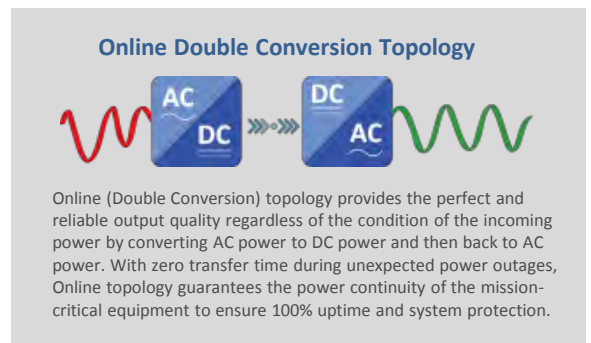 Online Double Conversion Topology
AC
DC
DC
AC
Online (Double Conversion) topology provides the perfect and
reliable output quality regardless of the condition of the incoming
power by converting AC power to DC power and then back to AC
power. With zero transfer time during unexpected power outages,
Online topology guarantees the power continuity of the mission-
critical equipment to ensure 100% uptime and system protection.